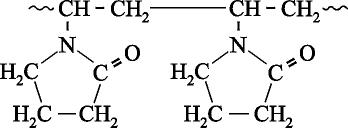 CH – CH₂ — CH – CH₂
N O N O
H₂C C H₂C C
H₂C – CH₂ H₂C – CH₂